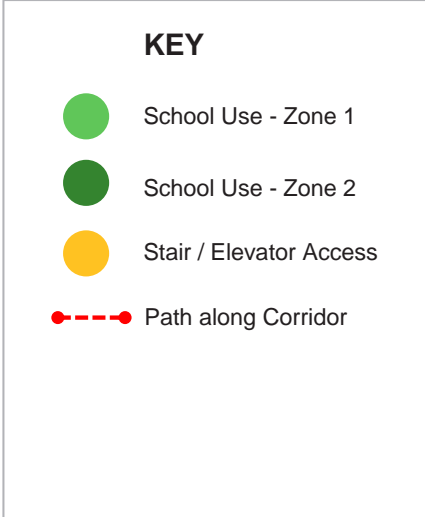 KEY
School Use - Zone 1
School Use - Zone 2
Stair / Elevator Access
Path along Corridor